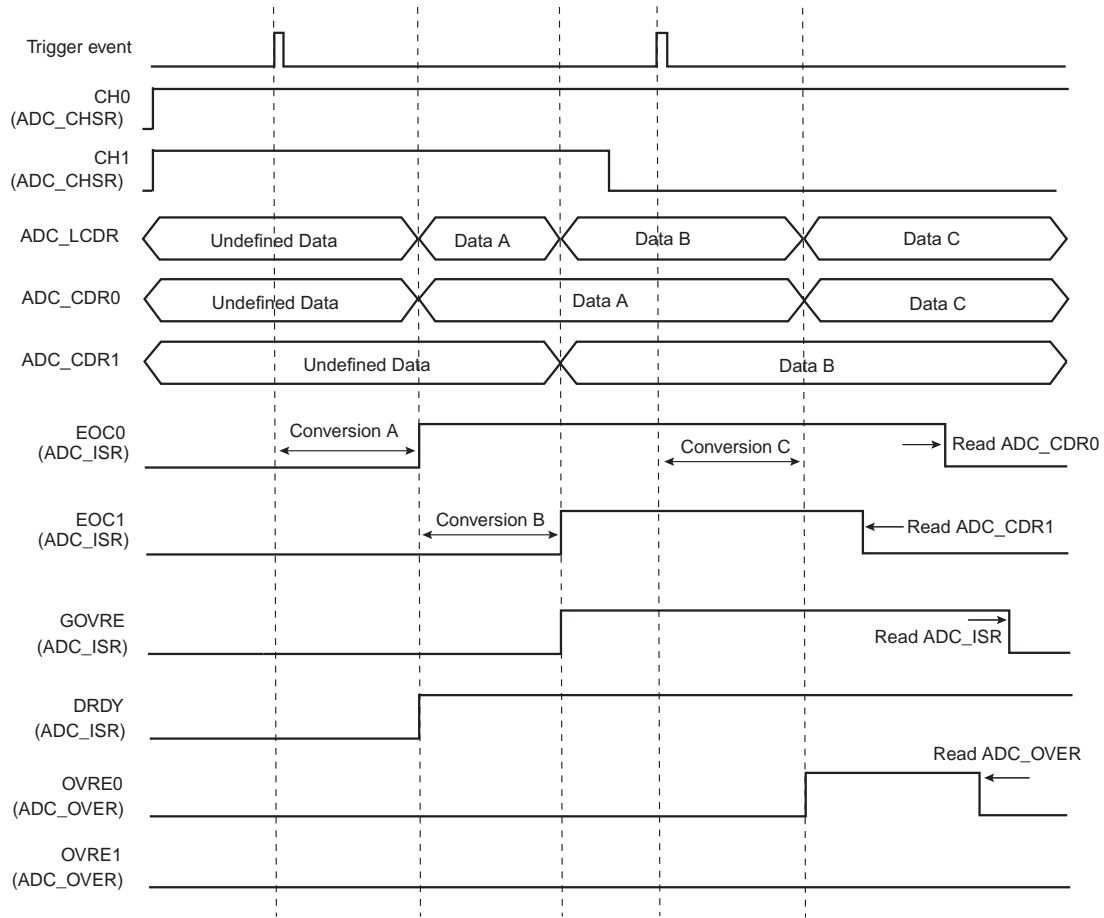 Trigger event
CH0
(ADC_CHSR)
CH1
(ADC_CHSR)
ADC_LCDR
Undefined Data
Data A
Data B
Data C
ADC_CDR0
Undefined Data
Data A
Data C
ADC_CDR1
Undefined Data
Data B
EOC0
(ADC_ISR)
Conversion A
Conversion C
Read ADC_CDR0
EOC1
(ADC_ISR)
Conversion B
Read ADC_CDR1
GOVRE
(ADC_ISR)
Read ADC_ISR
DRDY
(ADC_ISR)
Read ADC_OVER
OVRE0
(ADC_OVER)
OVRE1
(ADC_OVER)